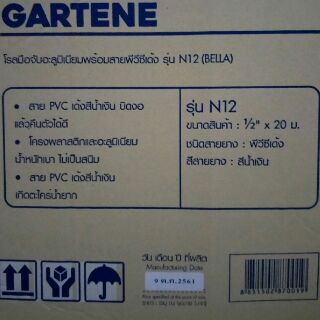 GARTENE
โรลมือจับอะลูมิเนียมพร้อมสายพีวีซีเด้ง รุ่น N12 (BELLA)
• สาย PVC เด้งสีน้ำเงิน บิดงอ
แล้วคืนตัวได้ดี
• โครงพลาสติกและอะลูมิเนียม
น้ำหนักเบา ไม่เป็นสนิม
• สาย PVC เด้งสีน้ำเงิน
เกิดตะไคร่น้ำยาก
รุ่น N12
ขนาดสินค้า : ½" x 20 ม.
ชนิดสายยาง : พีวีซีเด้ง
สีสายยาง : สีน้ำเงิน
วัน เดือน ปี ที่ผลิต
Manufacturing Date
9 ต.ค.2561